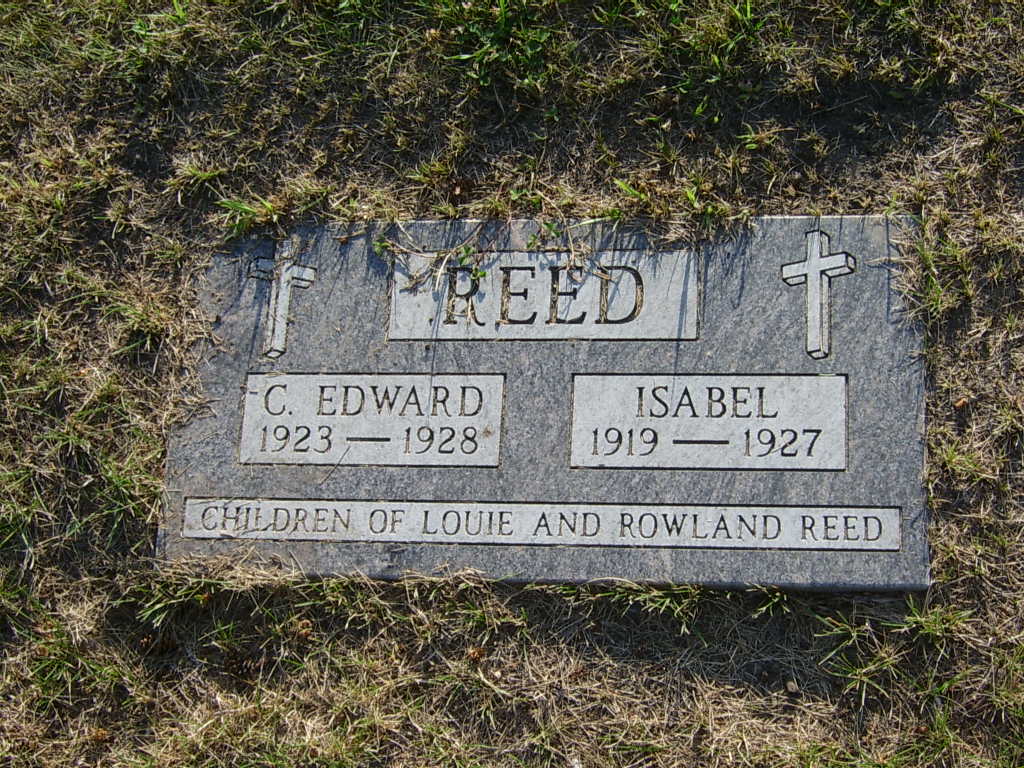 REED
C. EDWARD
1923 — 1928
ISABEL
1919 — 1927
CHILDREN OF LOUIE AND ROWLAND REED